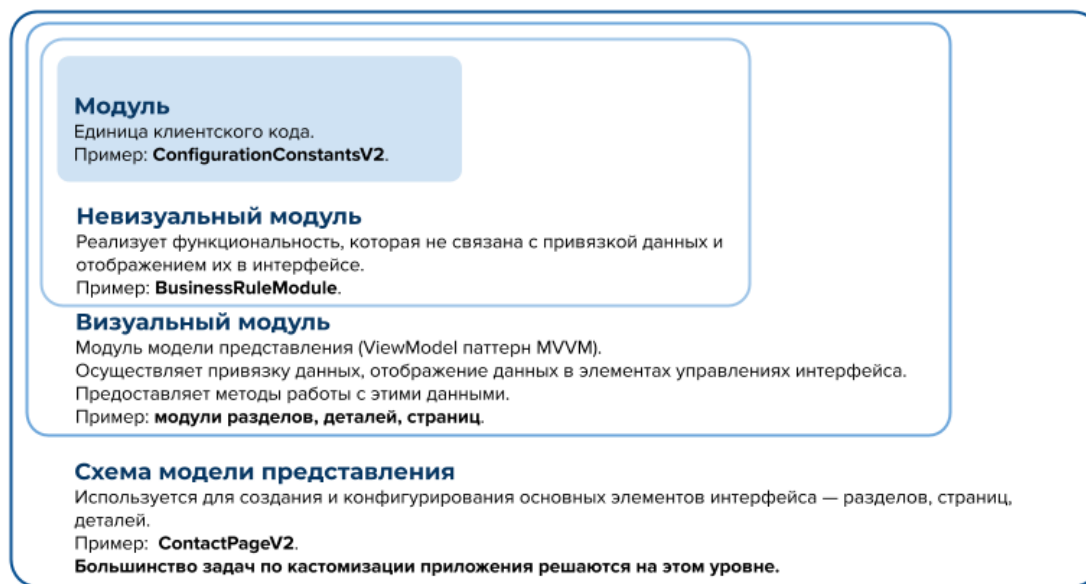 Модуль
Единица клиентского кода.
Пример: ConfigurationConstantsV2.
Невизуальный модуль
Реализует функциональность, которая не связана с привязкой данных и
отображением их в интерфейсе.
Пример: BusinessRuleModule.
Визуальный модуль
Модуль модели представления (ViewModel паттерн MVVM).
Осуществляет привязку данных, отображение данных в элементах управлениях интерфейса.
Предоставляет методы работы с этими данными.
Пример: модули разделов, деталей, страниц.
Схема модели представления
Используется для создания и конфигурирования основных элементов интерфейса — разделов, страниц,
деталей.
Пример: ContactPageV2.
Большинство задач по кастомизации приложения решаются на этом уровне.